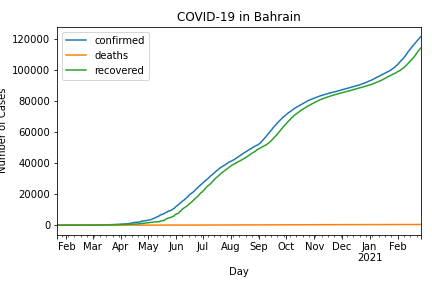 COVID-19 in Bahrain
confirmed
deaths
recovered
120000
100000
80000
60000
40000
20000
0
Number of Cases
Feb Mar Apr May Jun Jul Aug Sep Oct Nov Dec Jan Feb
2021
Day